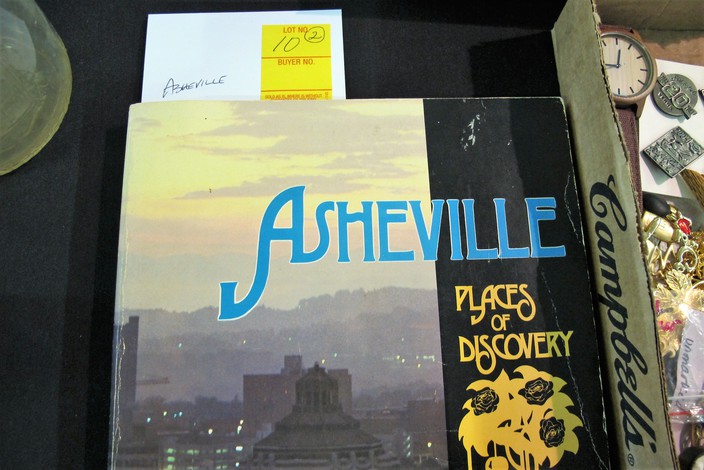 LOT NO.
10 2
BUYER NO.
ASHEVILLE
ASHEVILLE
PLACES
OF
DISCOVERY
Campbell's